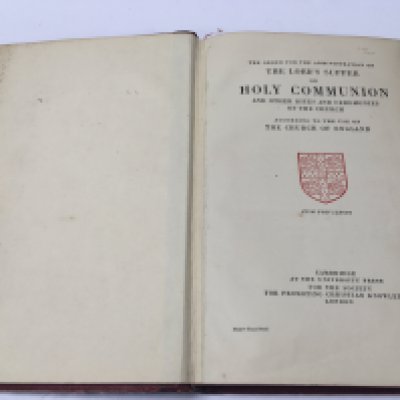 THE ORDER FOR THE ADMINISTRATION OF
THE LORD'S SUPPER
OR
HOLY COMMUNION
AND OTHER RITES AND CEREMONIES
OF THE CHURCH
ACCORDING TO THE USE OF
THE CHURCH OF ENGLAND
CAMBRIDGE
AT THE UNIVERSITY PRESS
FOR THE SOCIETY
FOR PROMOTING CHRISTIAN KNOWLEDGE
LONDON